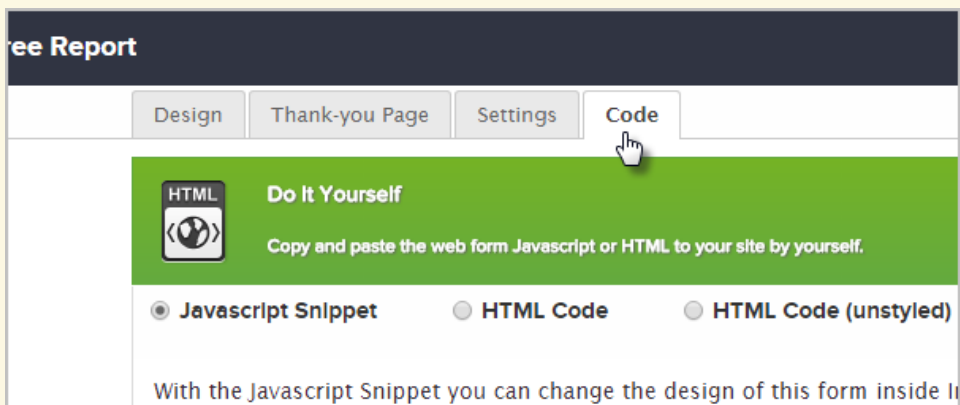 ree Report
Design Thank-you Page Settings Code
HTML
Do It Yourself
Copy and paste the web form Javascript or HTML to your site by yourself.
Javascript Snippet HTML Code HTML Code (unstyled)
With the Javascript Snippet you can change the design of this form inside